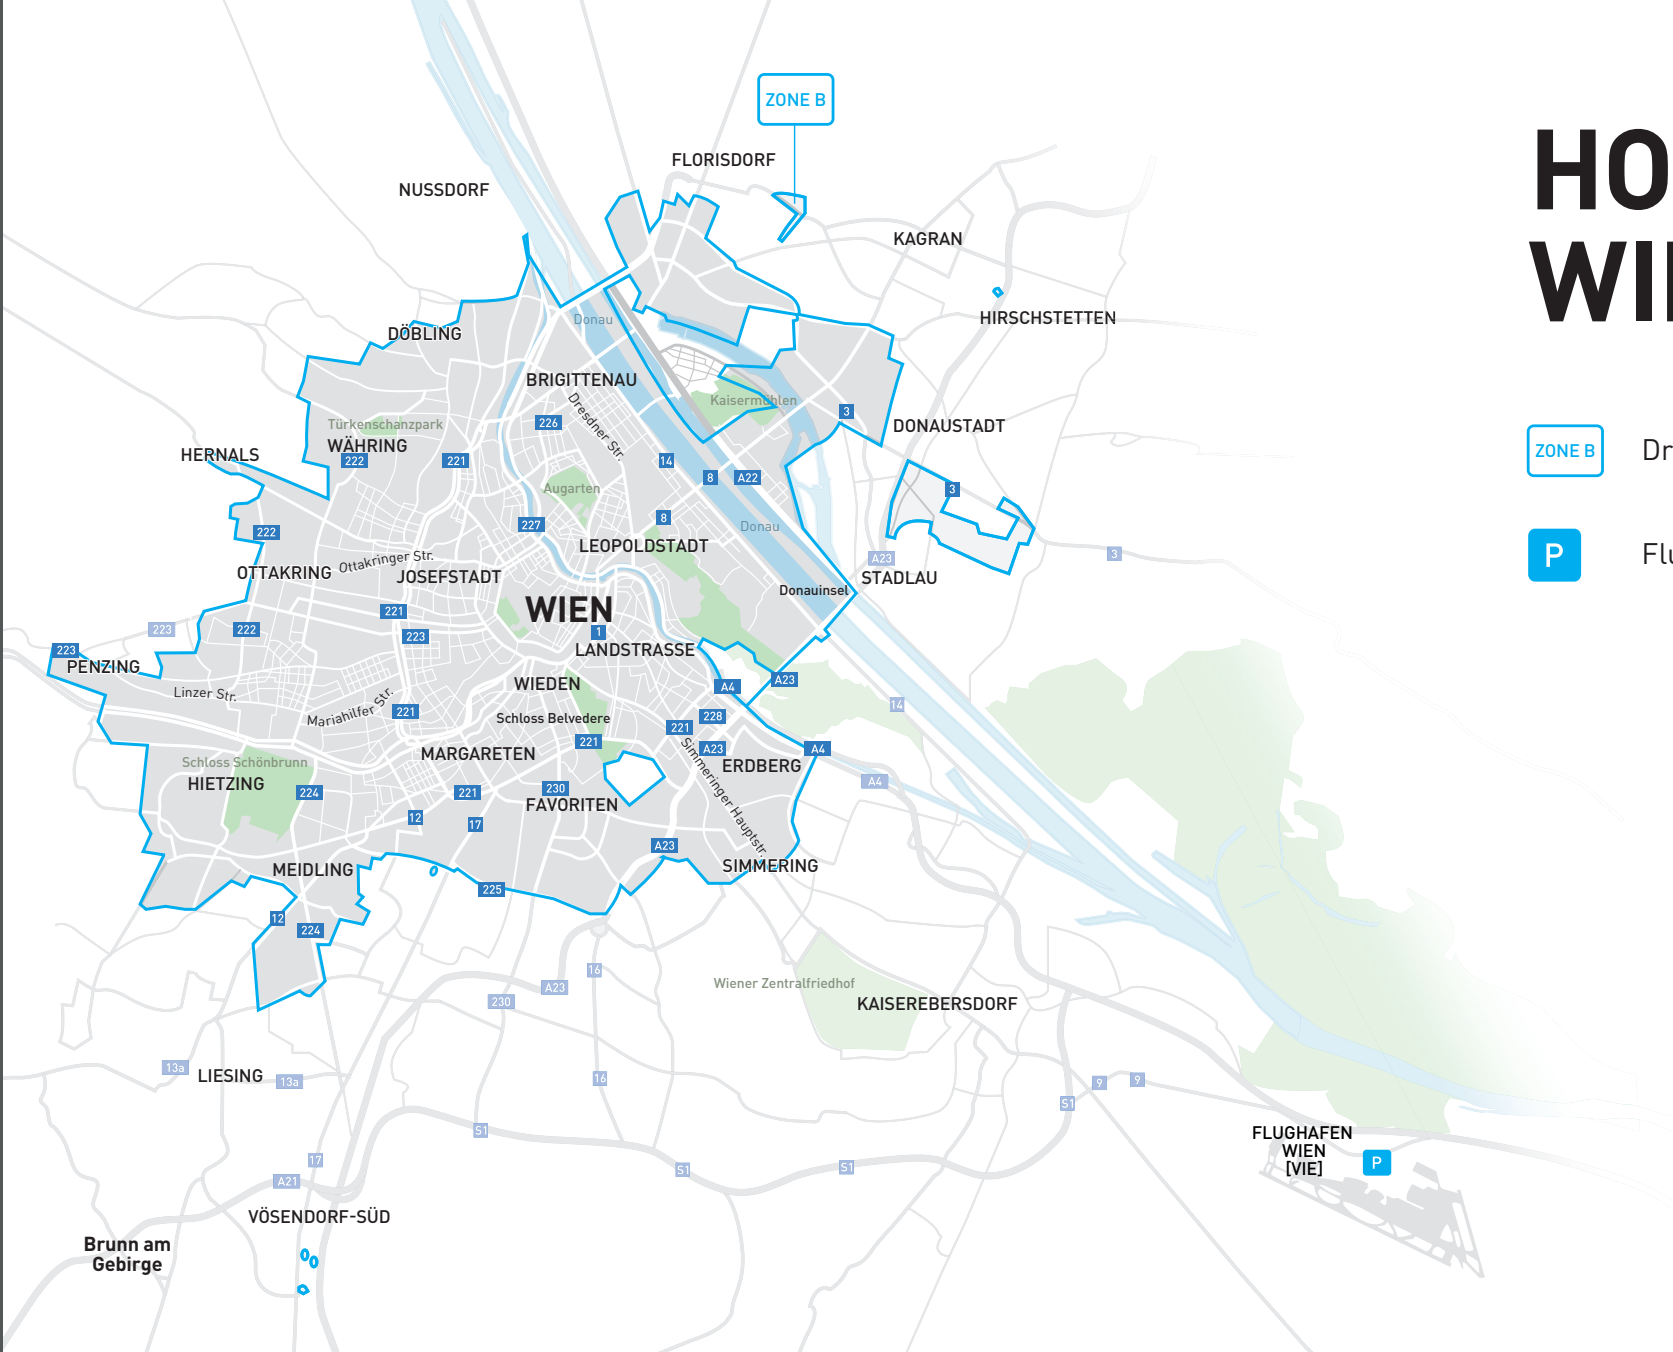 ZONE B
FLORISDORF
NUSSDORF
HO
WIE
KAGRAN
HIRSCHSTETTEN
Donau
DÖBLING
BRIGITTENAU
Dresdner Str.
Kaisermühlen
3
DONAUSTADT
226
Türkenschanzpark
WÄHRING
HERNALS
222
221
14
8
A22
ZONE B
Dr
Augarten
3
227
8
Donau
222
LEOPOLDSTADT
A23
3
P
Flu
Ottakringer Str.
OTTAKRING
JOSEFSTADT
STADLAU
Donauinsel
221
WIEN
223
222
223
1
223
PENZING
LANDSTRASSE
A23
A4
WIEDEN
Linzer Str.
Mariahilfer Str.
221
Schloss Belvedere
228
14
221
221
A23
A4
Simmeringer Hauptstr.
MARGARETEN
ERDBERG
Schloss Schönbrunn
HIETZING
224
221
230
FAVORITEN
A4
12
17
A23
MEIDLING
SIMMERING
225
12
224
16
Wiener Zentralfriedhof
A23
230
KAISEREBERSDORF
13a
LIESING
13a
16
9
9
S1
S1
FLUGHAFEN
WIEN
[VIE]
P
17
S1
S1
A21
VÖSENDORF-SÜD
Brunn am
Gebirge